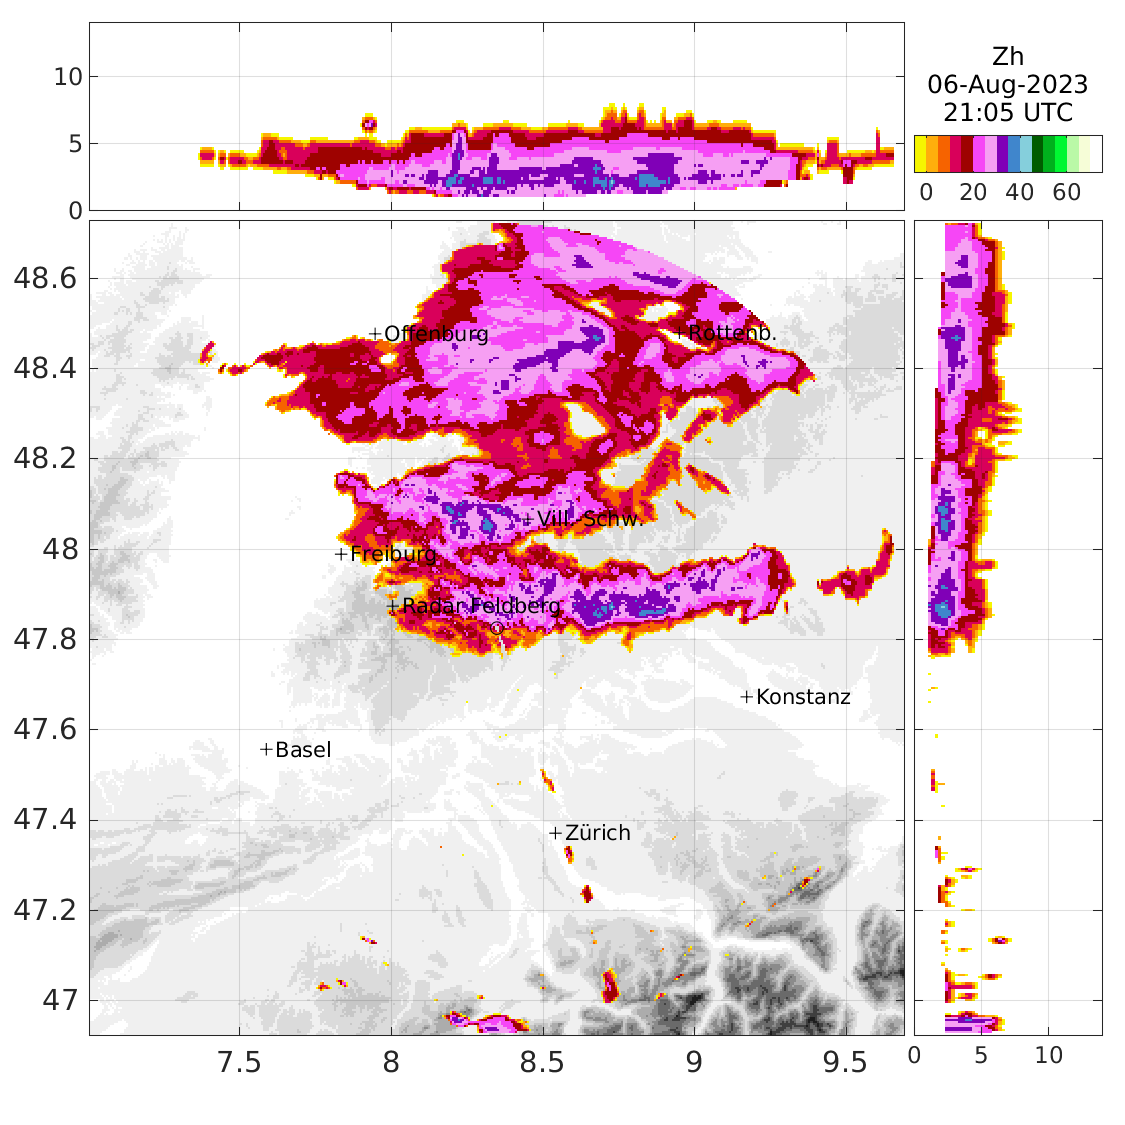 10
5
0
Zh
06-Aug-2023
21:05 UTC
0 20 40 60
48.6
48.4
48.2
48
47.8
47.6
47.4
47.2
47
Offenburg
Rottenb.
Vill.-Schw.
Freiburg
Radar Feldberg
Konstanz
Basel
Zürich
7.5 8 8.5 9 9.5
0 5 10